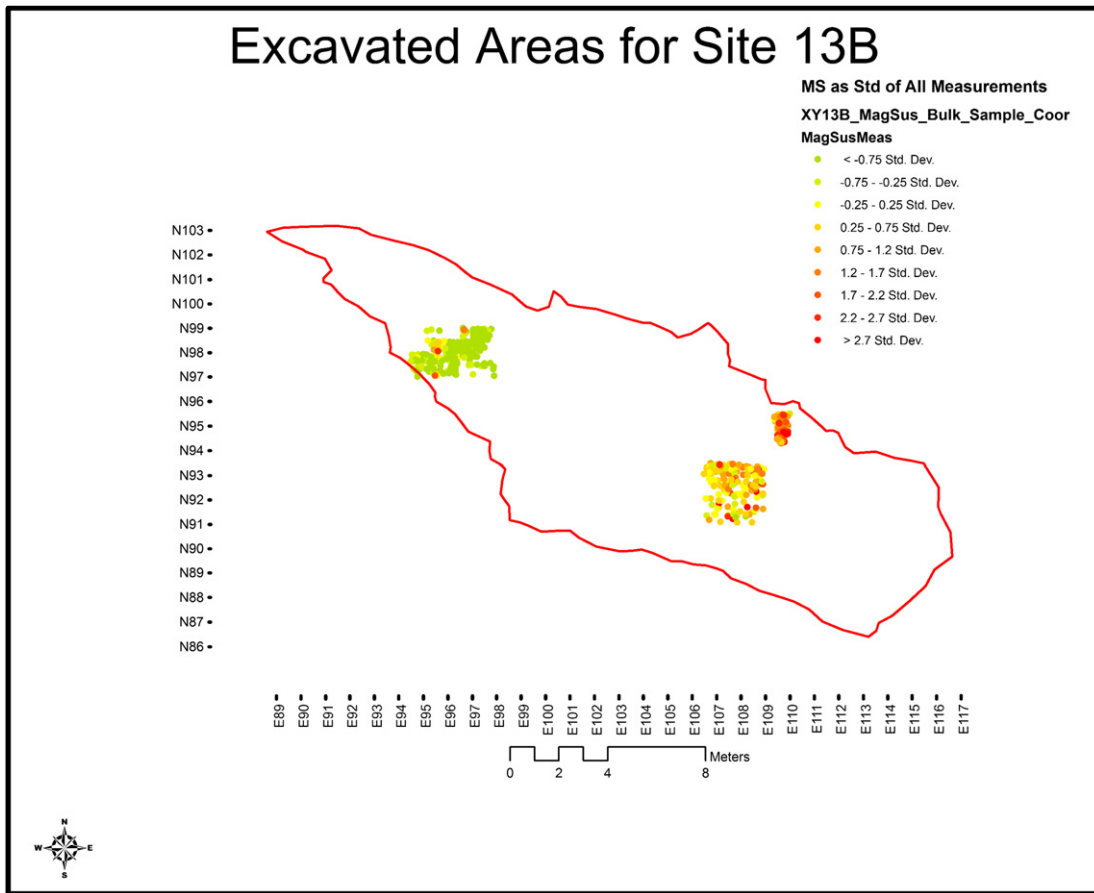 Excavated Areas for Site 13B
MS as Std of All Measurements
XY13B_MagSus_Bulk_Sample_Coor
MagSusMeas
< -0.75 Std. Dev.
-0.75 - -0.25 Std. Dev.
-0.25 - 0.25 Std. Dev.
0.25 - 0.75 Std. Dev.
0.75 - 1.2 Std. Dev.
1.2 - 1.7 Std. Dev.
1.7 - 2.2 Std. Dev.
2.2 - 2.7 Std. Dev.
> 2.7 Std. Dev.
N103
N102
N101
N100
N99
N98
N97
N96
N95
N94
N93
N92
N91
N90
N89
N88
N87
N86
E89
E90
E91
E92
E93
E94
E95
E96
E97
E98
E99
E100
E101
E102
E103
E104
E105
E106
E107
E108
E109
E110
E111
E112
E113
E114
E115
E116
E117
Meters
0 2 4 8
N
W E
S